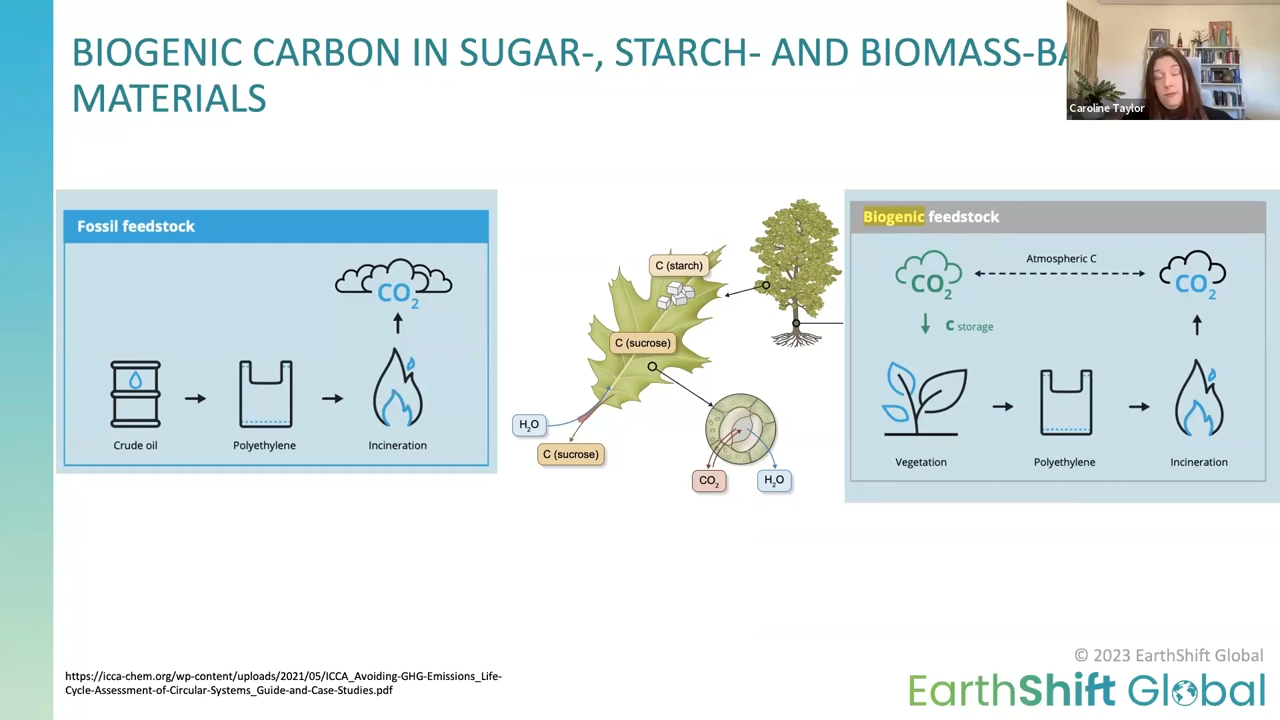 BIOGENIC CARBON IN SUGAR-, STARCH- AND
MATERIALS
Caroline Taylor
Fossil feedstock
CO2
Crude oil
Polyethylene
Incineration
C (starch)
C (sucrose)
H2O
C (sucrose)
CO2
H2O
Biogenic feedstock
Atmospheric C
CO2
CO2
C storage
Vegetation
Polyethylene
Incineration
https://icca-chem.org/wp-content/uploads/2021/05/ICCA_Avoiding-GHG-Emissions_Life-
Cycle-Assessment-of-Circular-Systems_Guide-and-Case-Studies.pdf
© 2023 EarthShift Global
EarthShift Global